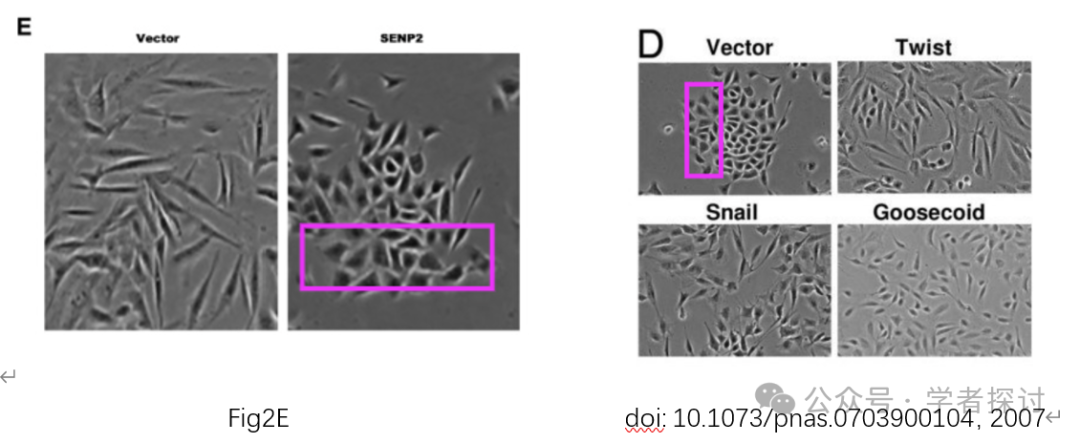 E
Vector
SENP2
D
Vector
Twist
Snail
Goosecoid
Fig2E
公众号 · 学者探讨
doi: 10.1073/pnas.0703900104, 2007